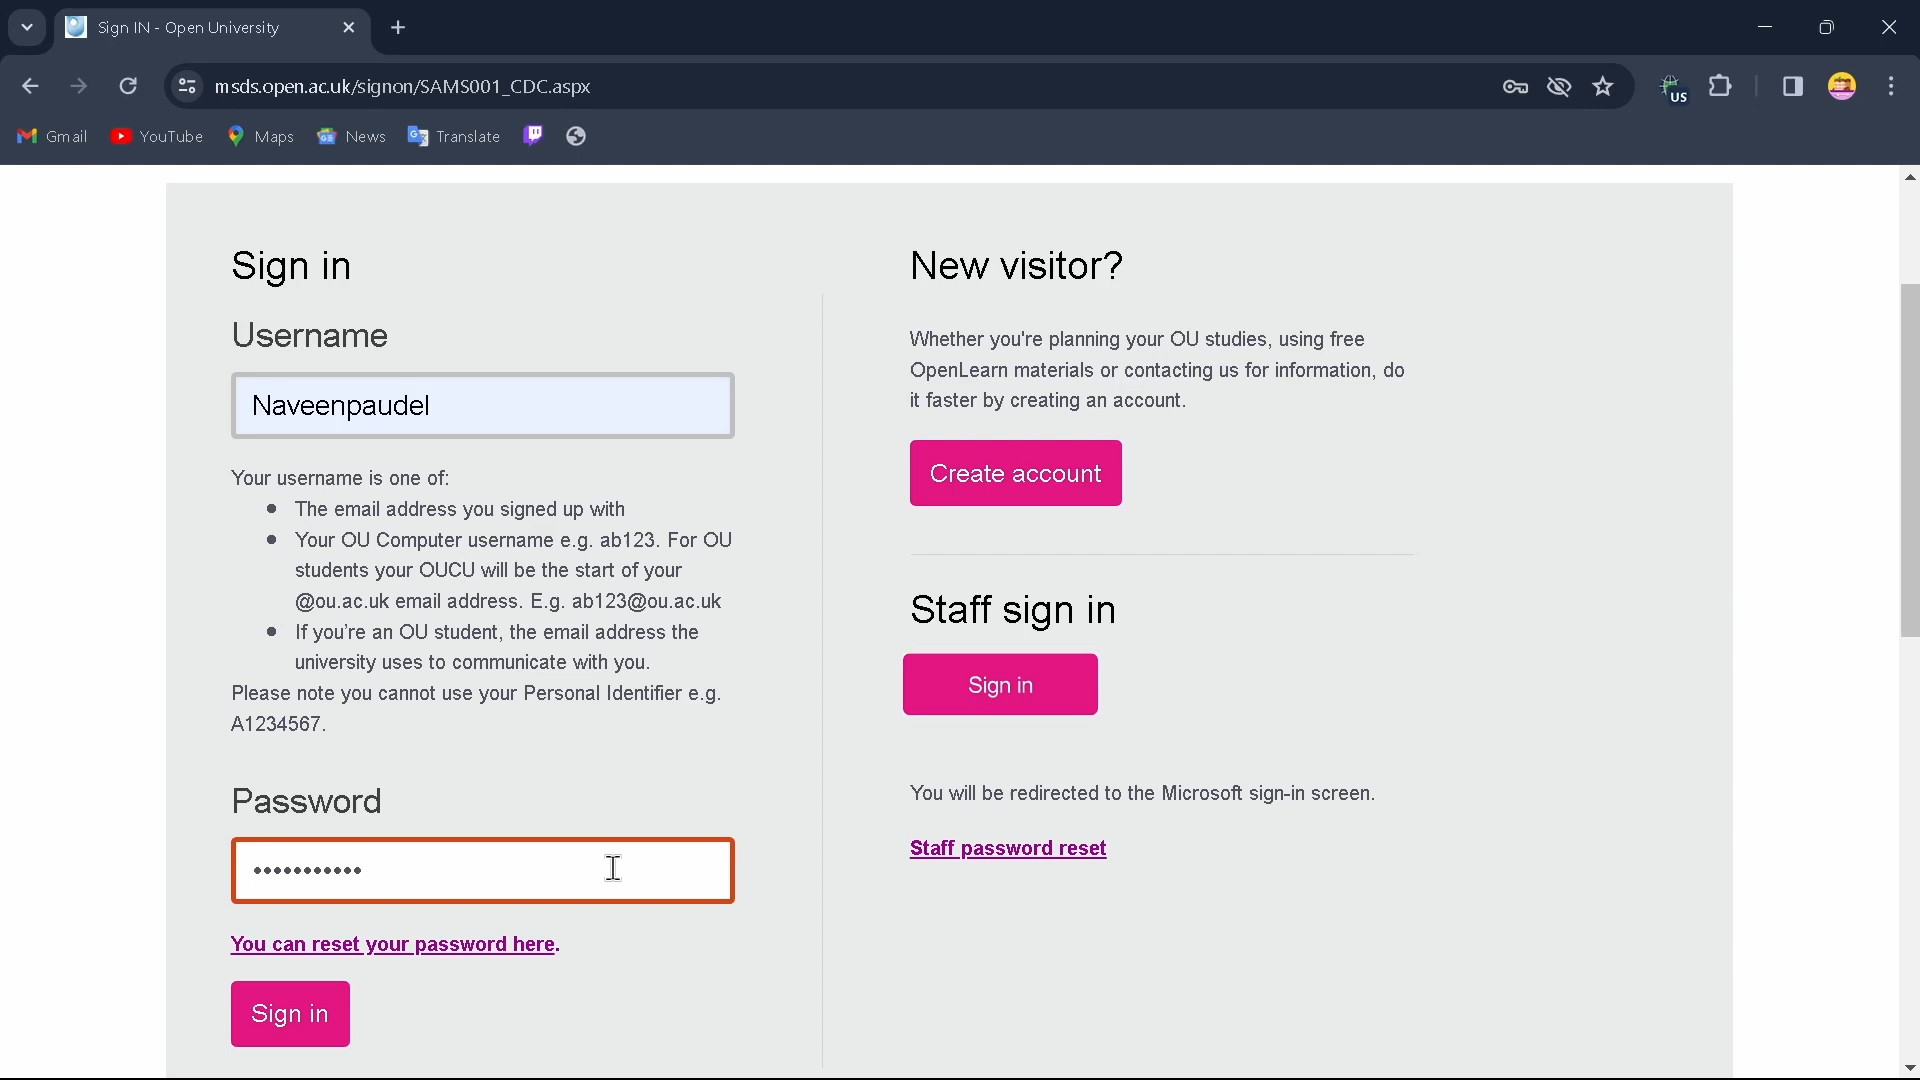 Sign IN - Open University
msds.open.ac.uk/signon/SAMS001_CDC.aspx
US
Gmail
YouTube
Maps
News
Translate
Sign in
Username
Naveenpaudel
Your username is one of:
The email address you signed up with
Your OU Computer username e.g. ab123. For OU
students your OUCU will be the start of your
@ou.ac.uk email address. E.g. ab123@ou.ac.uk
If you're an OU student, the email address the
university uses to communicate with you.
Please note you cannot use your Personal Identifier e.g.
A1234567.
Password
•••••••••••
You can reset your password here.
Sign in
New visitor?
Whether you're planning your OU studies, using free
OpenLearn materials or contacting us for information, do
it faster by creating an account.
Create account
Staff sign in
Sign in
You will be redirected to the Microsoft sign-in screen.
Staff password reset